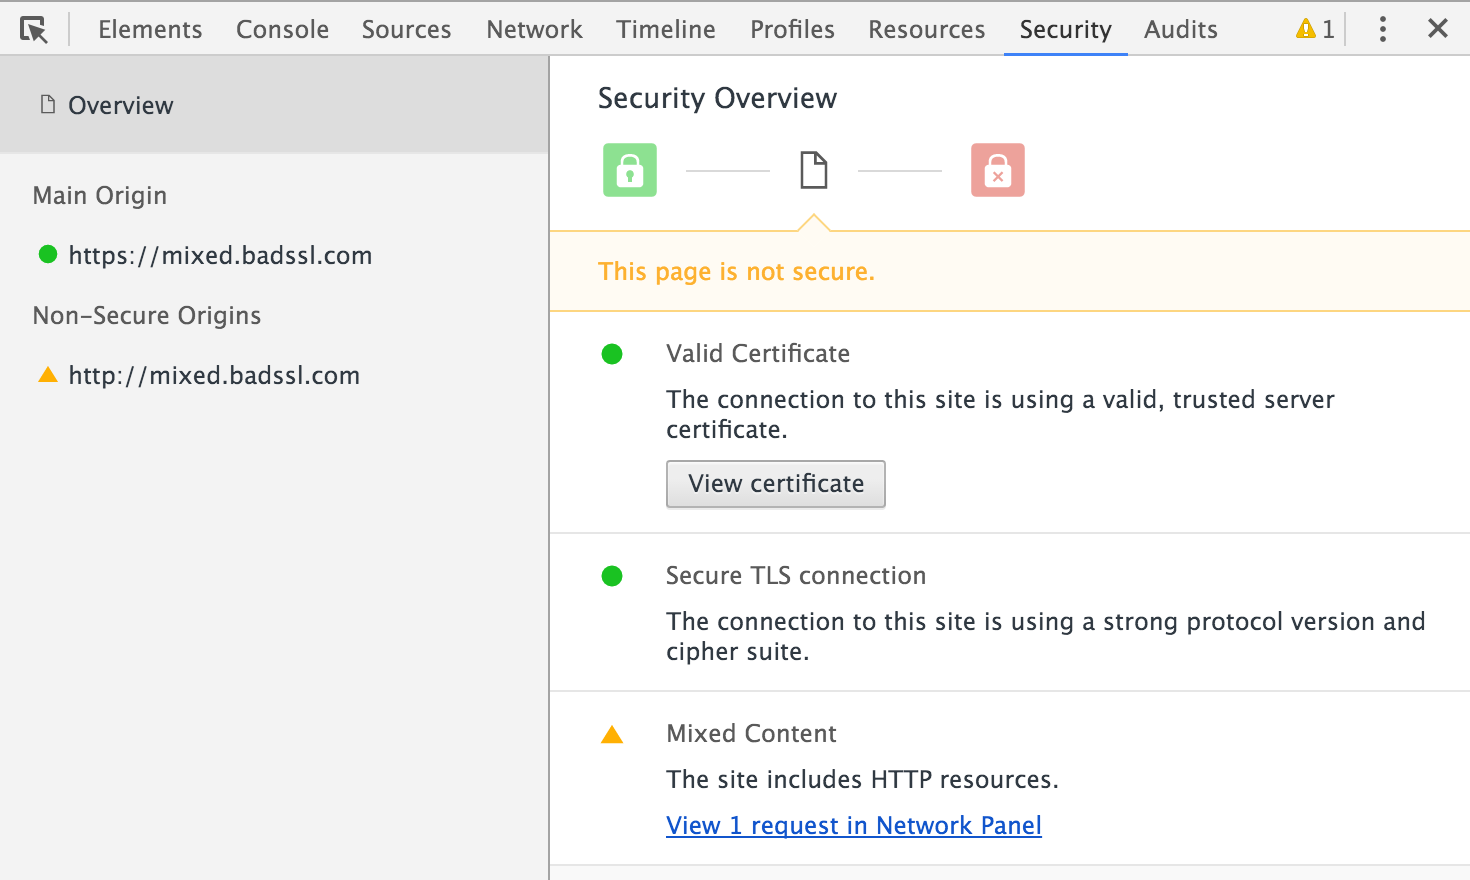 Elements Console Sources Network Timeline Profiles Resources Security Audits 1
Overview
Main Origin
https://mixed.badssl.com
Non-Secure Origins
http://mixed.badssl.com
Security Overview
This page is not secure.
Valid Certificate
The connection to this site is using a valid, trusted server
certificate.
View certificate
Secure TLS connection
The connection to this site is using a strong protocol version and
cipher suite.
Mixed Content
The site includes HTTP resources.
View 1 request in Network Panel